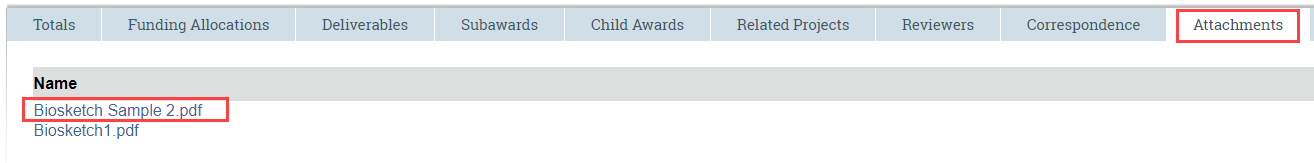 Totals Funding Allocations Deliverables Subawards Child Awards Related Projects Reviewers Correspondence Attachments
Name
Biosketch Sample 2.pdf
Biosketch1.pdf